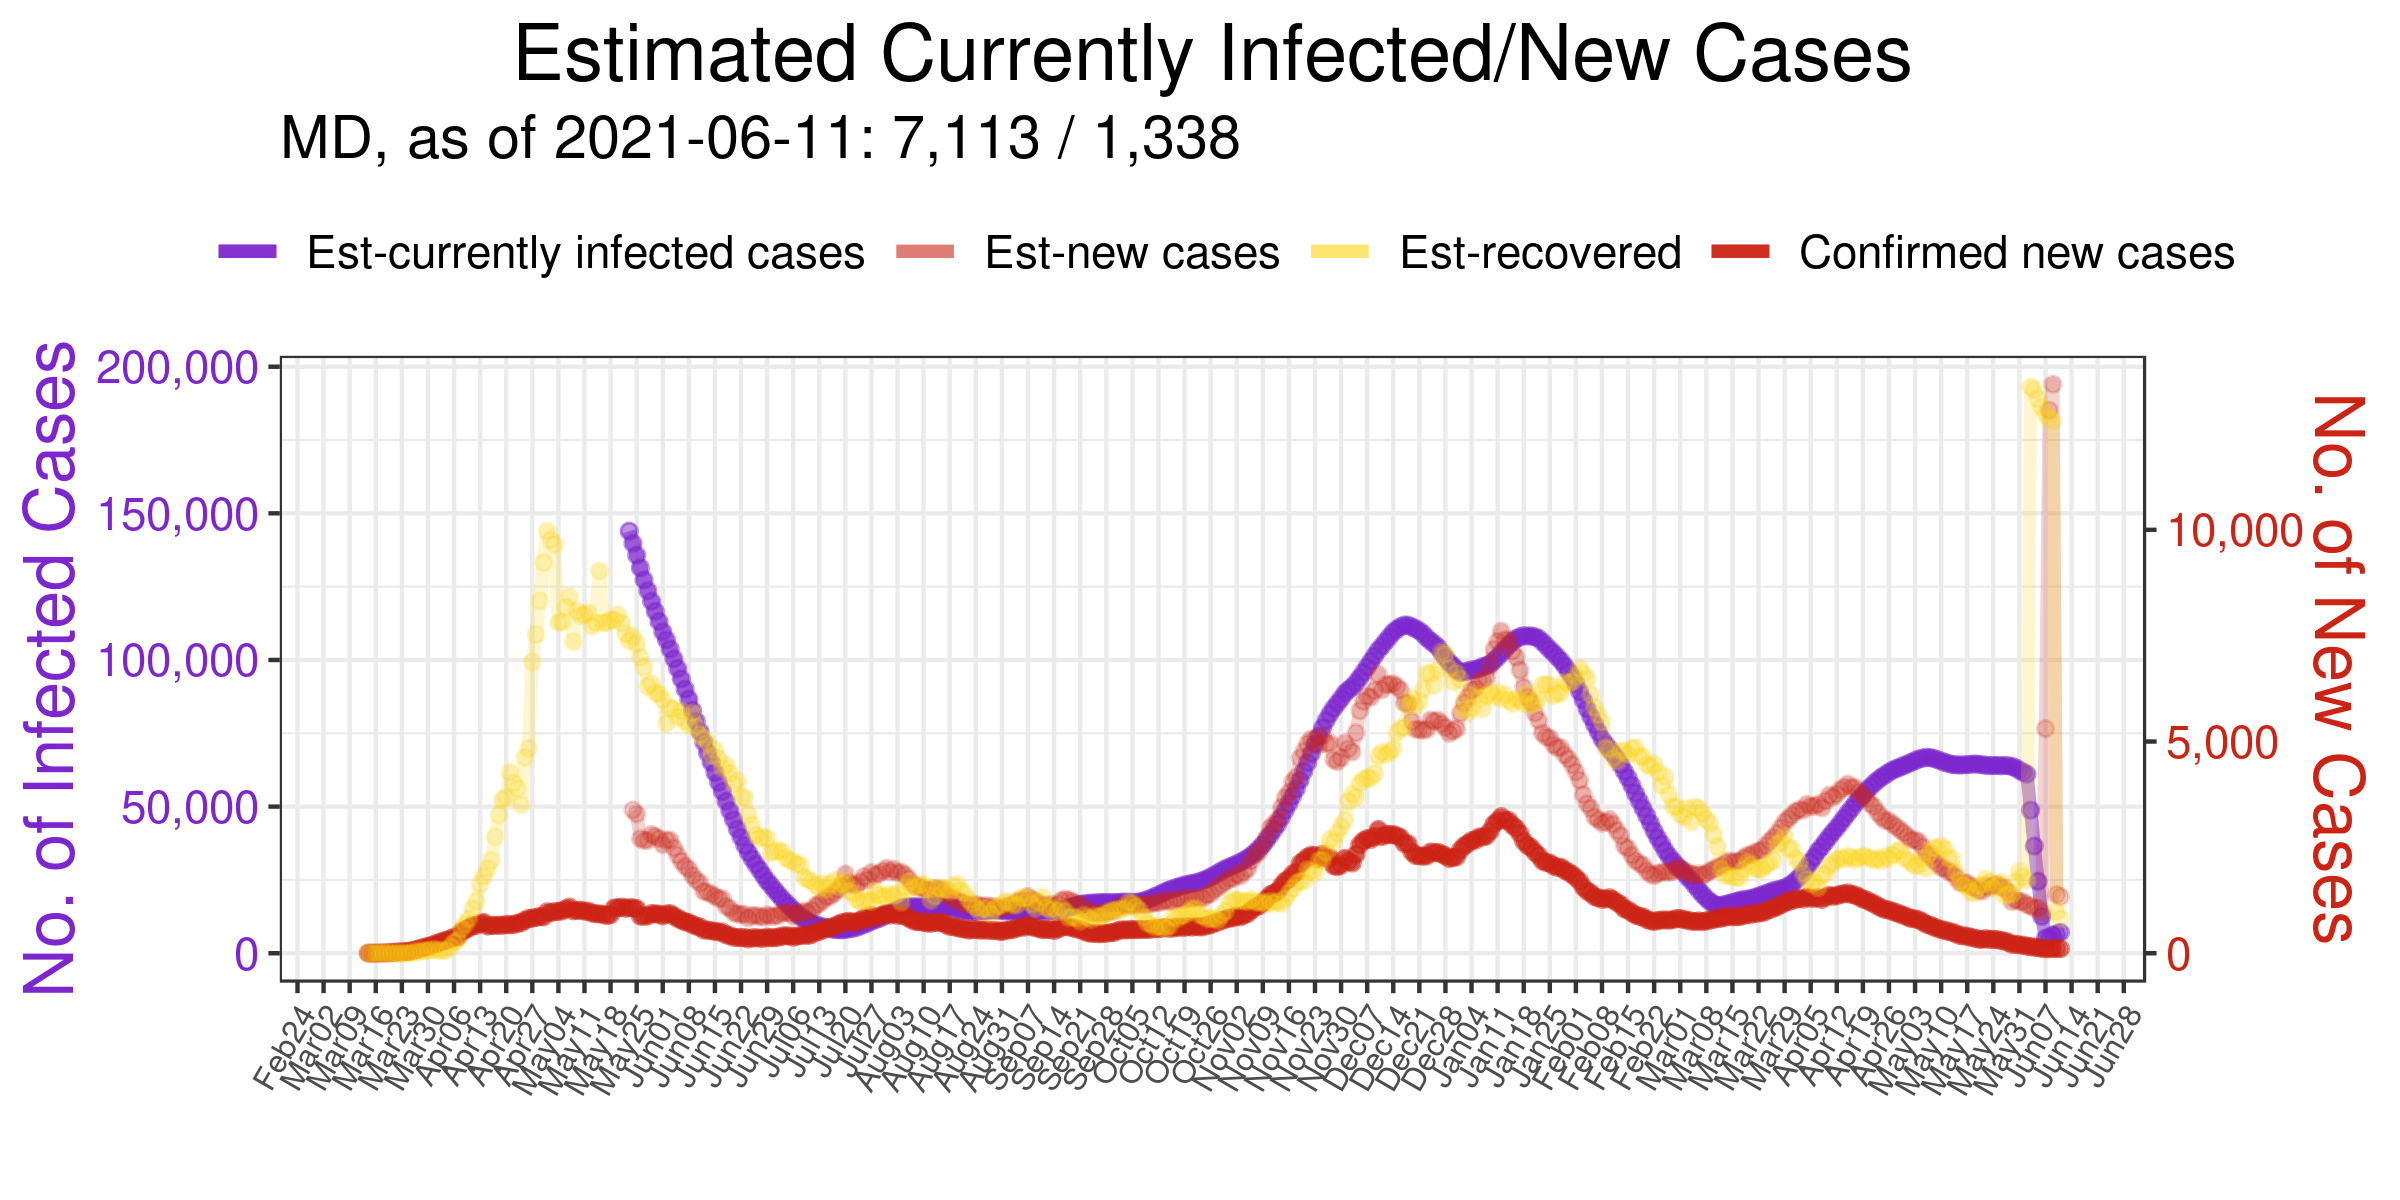 Estimated Currently Infected/New Cases
MD, as of 2021-06-11: 7,113 / 1,338
Est-currently infected cases Est-new cases Est-recovered Confirmed new cases
No. of Infected Cases
200,000
150,000
100,000
50,000
0
10,000
5,000
0
No. of New Cases
Feb24 Mar02 Mar09 Mar16 Mar23 Mar30 Apr06 Apr13 Apr20 Apr27 May04 May11 May18 May25 Jun01 Jun08 Jun15 Jun22 Jun29 Jul06 Jul13 Jul20 Jul27 Aug03 Aug10 Aug17 Aug24 Aug31 Sep07 Sep14 Sep21 Sep28 Oct05 Oct12 Oct19 Oct26 Nov02 Nov09 Nov16 Nov23 Nov30 Dec07 Dec14 Dec21 Dec28 Jan04 Jan11 Jan18 Jan25 Feb01 Feb08 Feb15 Feb22 Mar01 Mar08 Mar15 Mar22 Mar29 Apr05 Apr12 Apr19 Apr26 May03 May10 May17 May24 May31 Jun07 Jun14 Jun21 Jun28